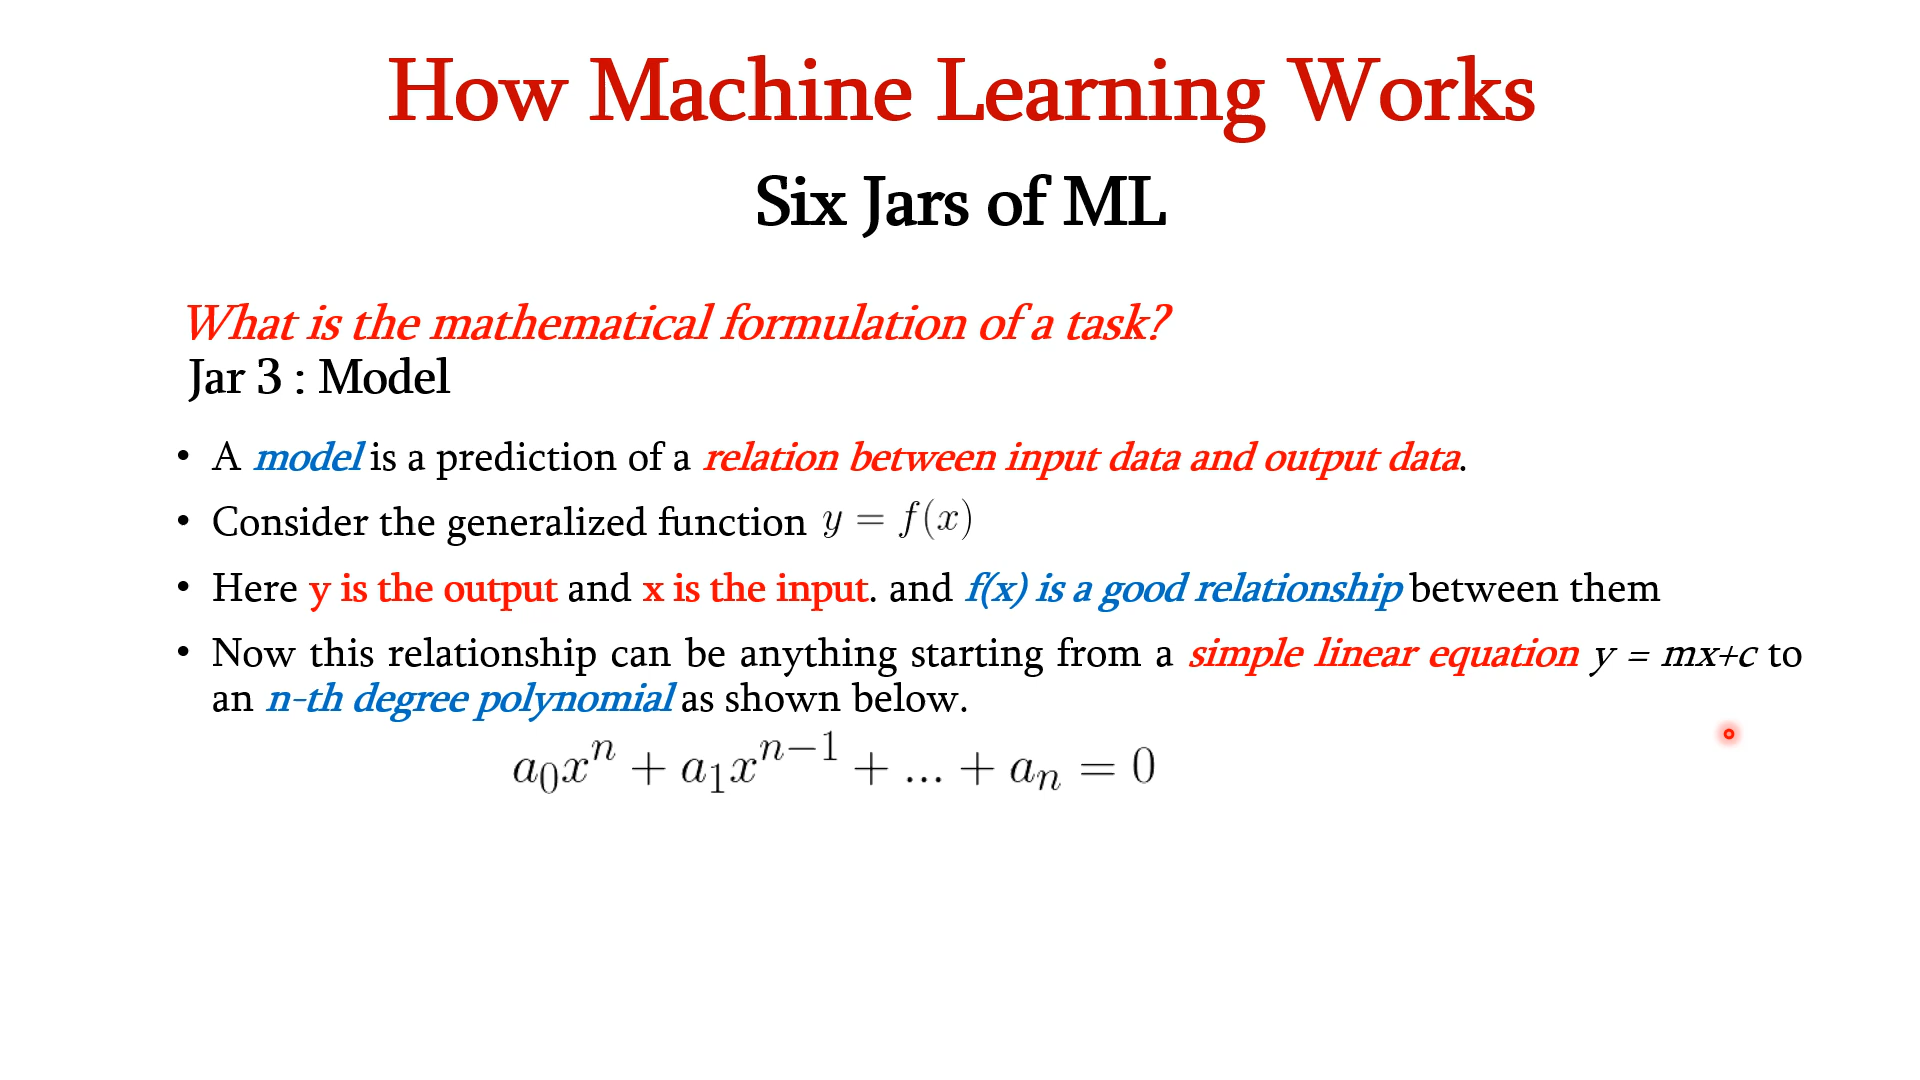 How Machine Learning Works
Six Jars of ML
What is the mathematical formulation of a task?
Jar 3 : Model
• A model is a prediction of a relation between input data and output data.
• Consider the generalized function y = f(x)
• Here y is the output and x is the input. and f(x) is a good relationship between them
• Now this relationship can be anything starting from a simple linear equation y = mx+c to
an n-th degree polynomial as shown below.
a₀xⁿ + a₁xⁿ⁻¹ + ... + aₙ = 0